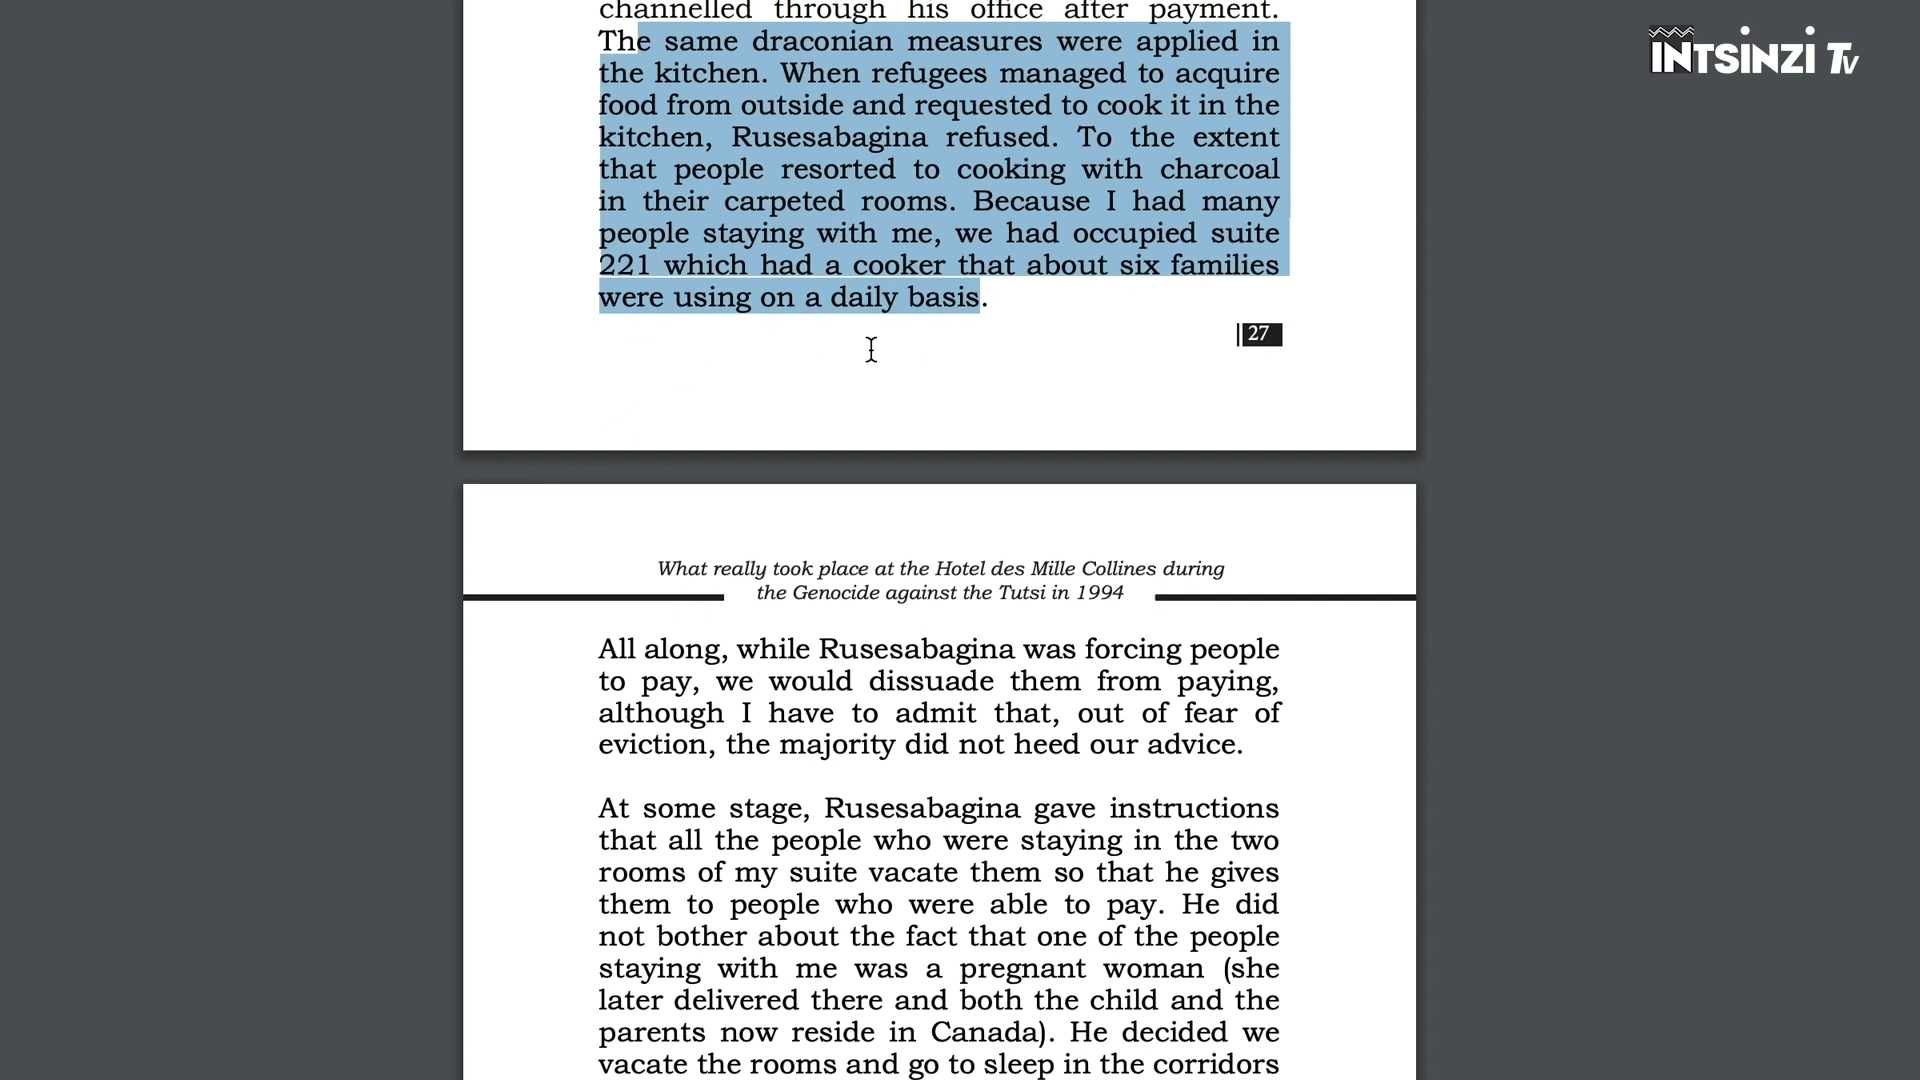 channelled through his office after payment.
INTSINZI TV
The same draconian measures were applied in
the kitchen. When refugees managed to acquire
food from outside and requested to cook it in the
kitchen, Rusesabagina refused. To the extent
that people resorted to cooking with charcoal
in their carpeted rooms. Because I had many
people staying with me, we had occupied suite
221 which had a cooker that about six families
were using on a daily basis.
27
What really took place at the Hotel des Mille Collines during
the Genocide against the Tutsi in 1994
All along, while Rusesabagina was forcing people
to pay, we would dissuade them from paying,
although I have to admit that, out of fear of
eviction, the majority did not heed our advice.
At some stage, Rusesabagina gave instructions
that all the people who were staying in the two
rooms of my suite vacate them so that he gives
them to people who were able to pay. He did
not bother about the fact that one of the people
staying with me was a pregnant woman (she
later delivered there and both the child and the
parents now reside in Canada). He decided we
vacate the rooms and go to sleep in the corridors